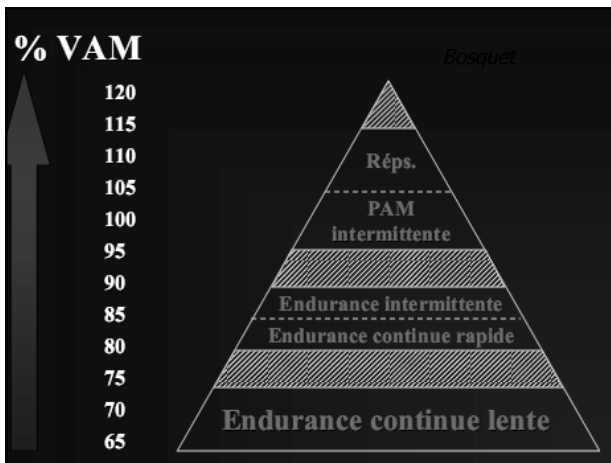 % VAM
Bosquet
120
115
110
105
100
95
90
85
80
75
70
65
Réps.
PAM
intermittente
Endurance intermittente
Endurance continue rapide
Endurance continue lente